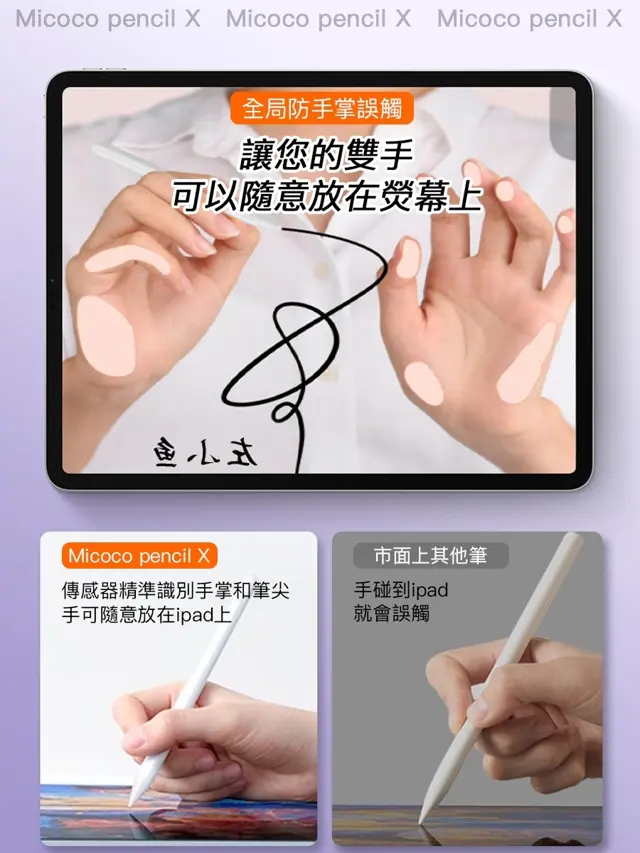 Micoco pencil X Micoco pencil X Micoco pencil X
全局防手掌誤觸
讓您的雙手
可以隨意放在熒幕上
左小魚
Micoco pencil X
傳感器精準識別手掌和筆尖
手可隨意放在ipad上
市面上其他筆
手碰到ipad
就會誤觸